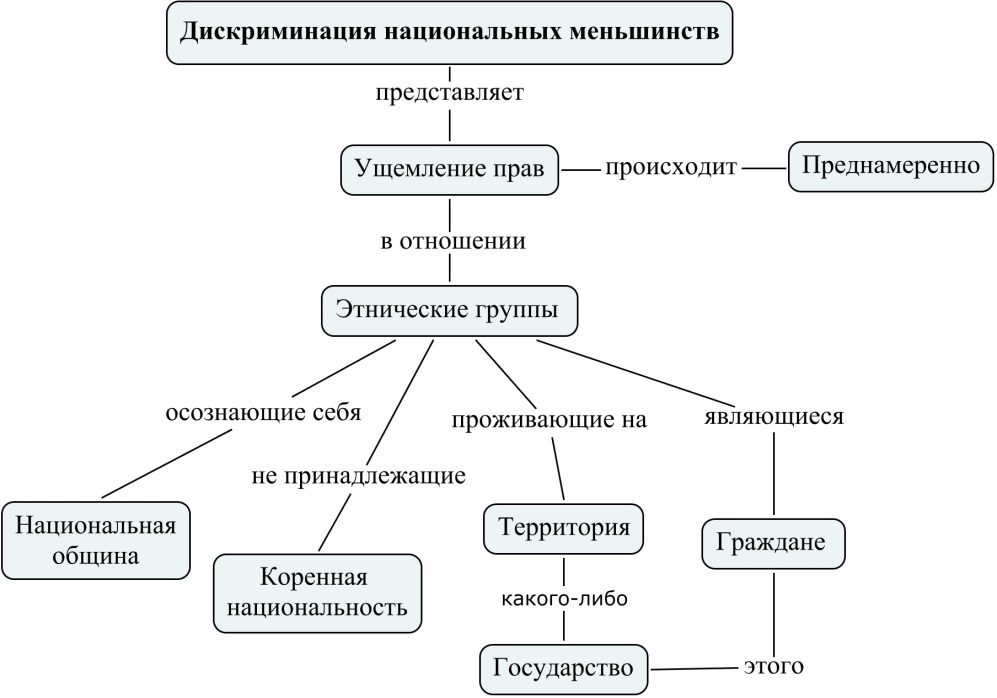 Дискриминация национальных меньшинств
представляет
Ущемление прав
происходит
Преднамеренно
в отношении
Этнические группы
осознающие себя
проживающие на
являющиеся
не принадлежащие
Национальная
община
Территория
Граждане
Коренная
национальность
какого-либо
Государство
этого